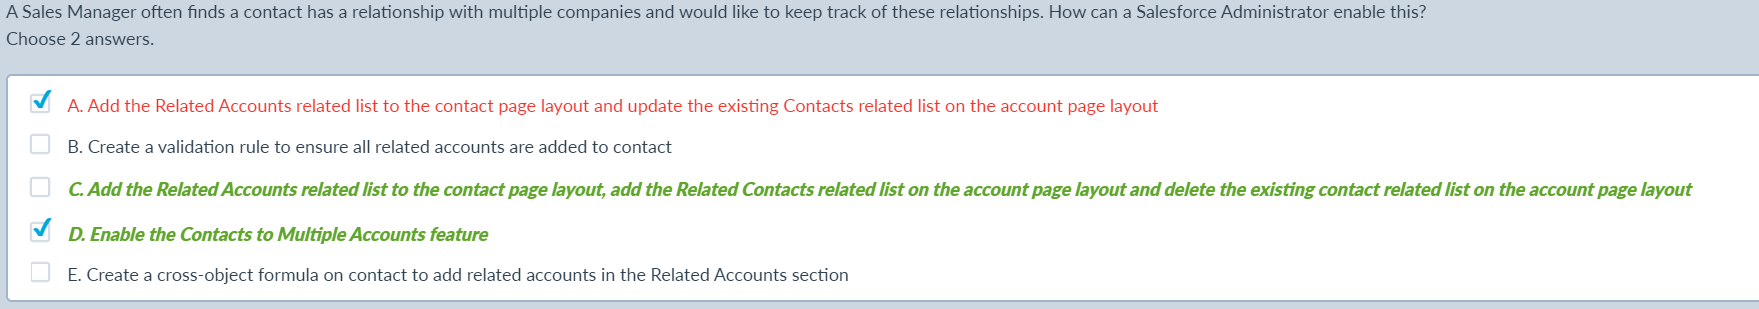 A Sales Manager often finds a contact has a relationship with multiple companies and would like to keep track of these relationships. How can a Salesforce Administrator enable this?
Choose 2 answers.
A. Add the Related Accounts related list to the contact page layout and update the existing Contacts related list on the account page layout
B. Create a validation rule to ensure all related accounts are added to contact
C. Add the Related Accounts related list to the contact page layout, add the Related Contacts related list on the account page layout and delete the existing contact related list on the account page layout
D. Enable the Contacts to Multiple Accounts feature
E. Create a cross-object formula on contact to add related accounts in the Related Accounts section